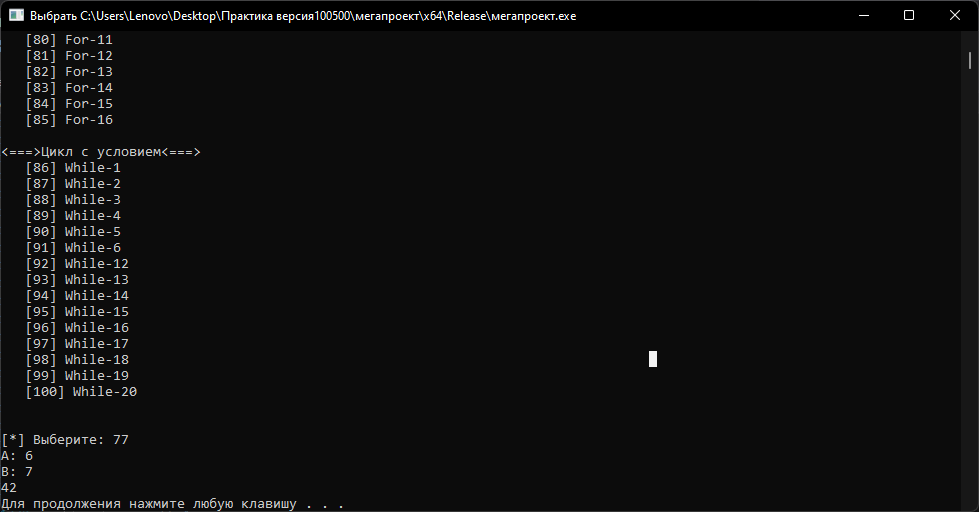 Выбрать C:\Users\Lenovo\Desktop\Практика версия100500\мегапроект\x64\Release\мегапроект.exe
[80] For-11
[81] For-12
[82] For-13
[83] For-14
[84] For-15
[85] For-16
<===>Цикл с условием<===>
[86] While-1
[87] While-2
[88] While-3
[89] While-4
[90] While-5
[91] While-6
[92] While-12
[93] While-13
[94] While-14
[95] While-15
[96] While-16
[97] While-17
[98] While-18
[99] While-19
[100] While-20
[*] Выберите: 77
A: 6
B: 7
42
Для продолжения нажмите любую клавишу . . .